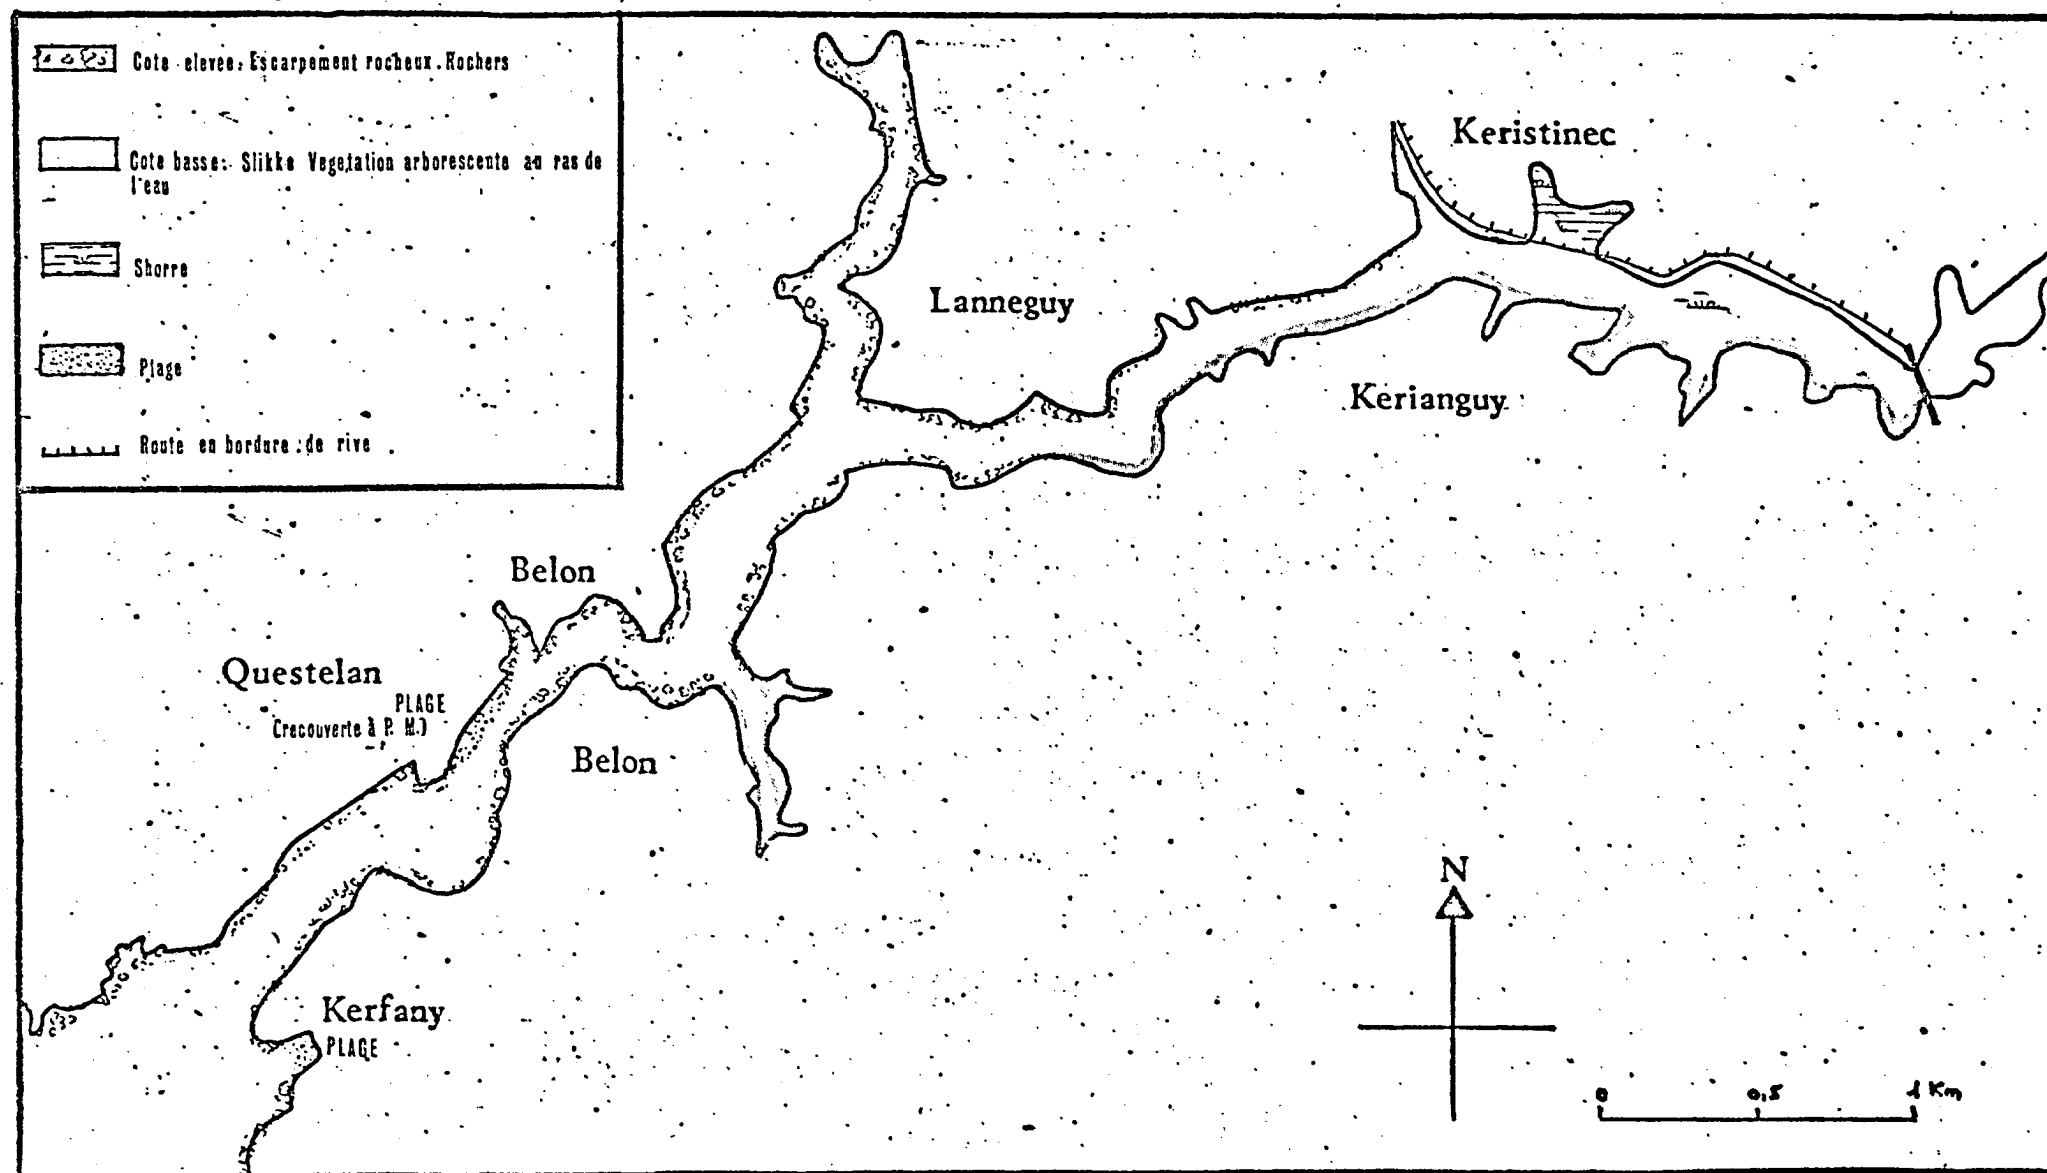 Cote elevée: Escarpement rocheux. Rochers
Cote basse: Slikke Vegetation arborescente au ras de
l'eau
Shorre
Plage
Route en bordure de rive
Keristinec
Lanneguy
Kerianguy
Belon
Questelan
PLAGE
(recouverte à P. M.)
Belon
Kerfany
PLAGE
N
0 0,5 1 Km